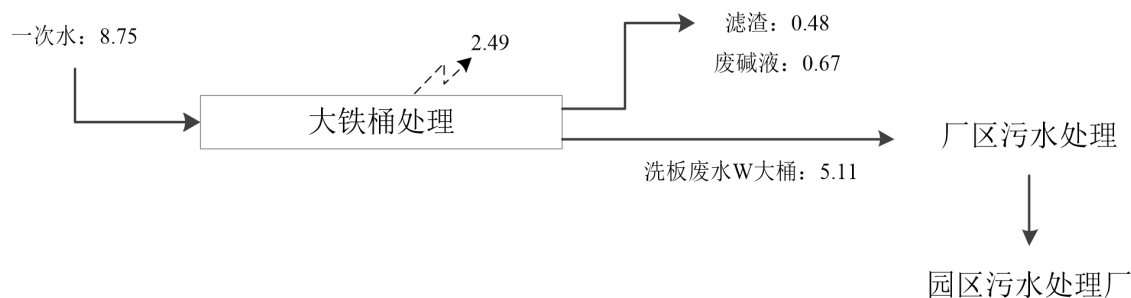 一次水：8.75
2.49
滤渣：0.48
废碱液：0.67
大铁桶处理
厂区污水处理
洗板废水W大桶：5.11
园区污水处理厂